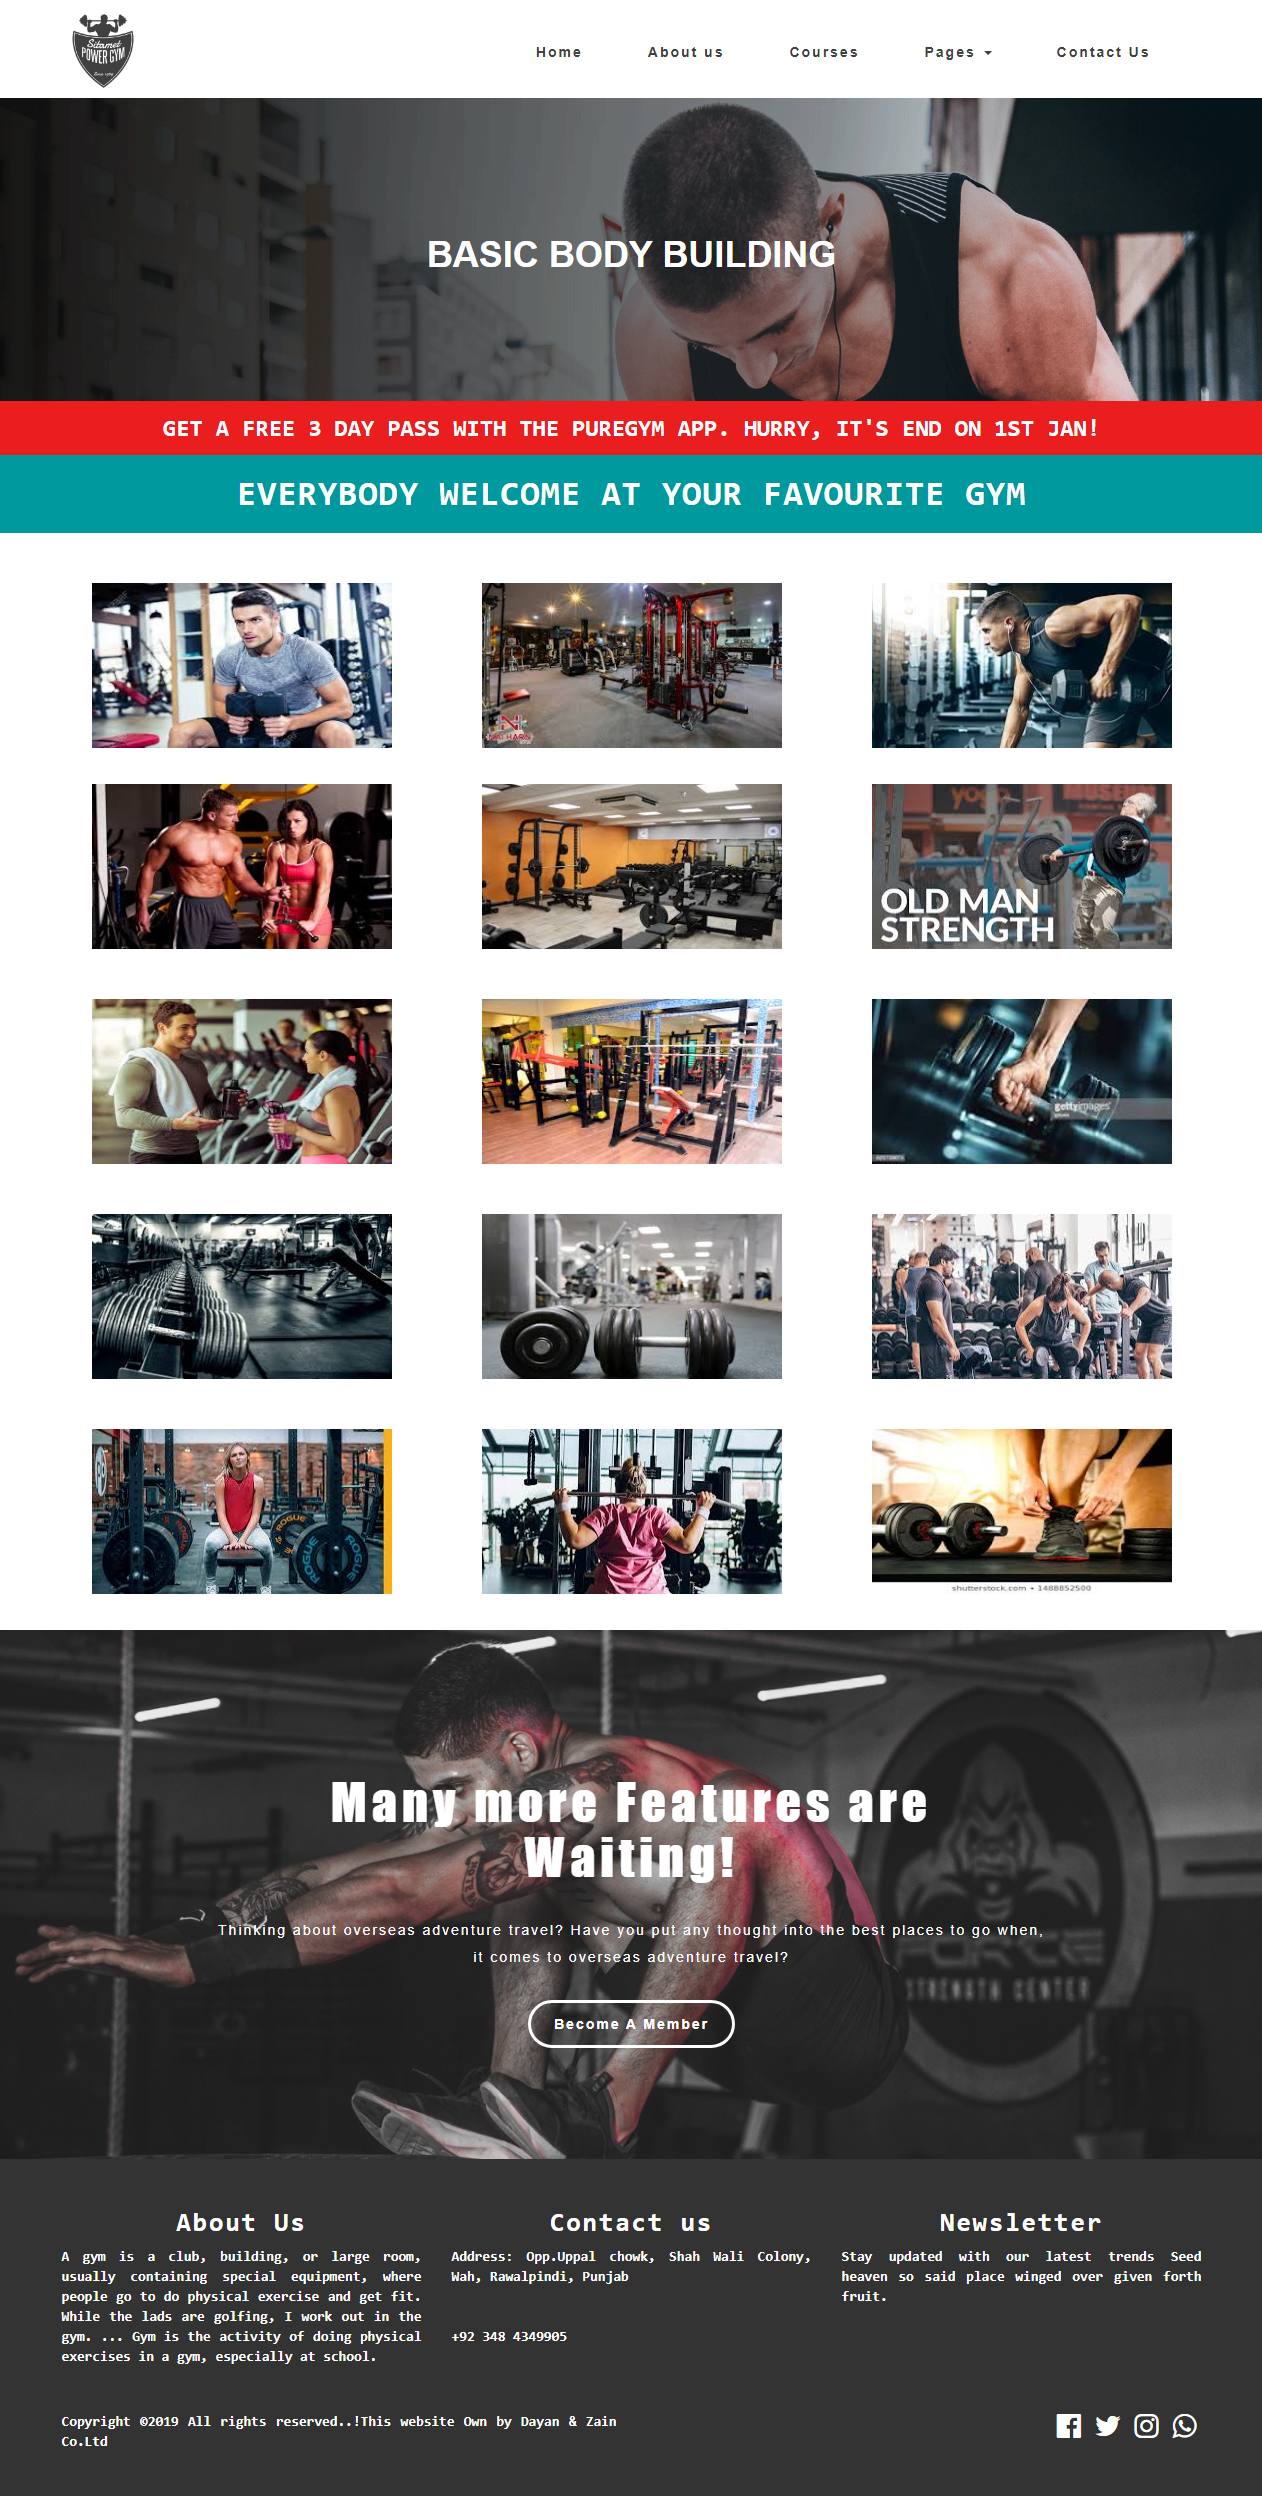 Sitamet
POWER GYM
Home
About us
Courses
Pages
Contact Us
BASIC BODY BUILDING
GET A FREE 3 DAY PASS WITH THE PUREGYM APP. HURRY, IT'S END ON 1ST JAN!
EVERYBODY WELCOME AT YOUR FAVOURITE GYM
N
yoga
MUSEU
OLD MAN
STRENGTH
gettyimages
ROGUE
ROGUE
ROGUE
ROGUE
shutterstock.com • 1488852500
Many more Features are
Waiting!
Thinking about overseas adventure travel? Have you put any thought into the best places to go when,
it comes to overseas adventure travel?
STRENGTH CENTER
Become A Member
About Us
A gym is a club, building, or large room,
usually containing special equipment, where
people go to do physical exercise and get fit.
While the lads are golfing, I work out in the
gym. ... Gym is the activity of doing physical
exercises in a gym, especially at school.
Contact us
Address: Opp.Uppal chowk, Shah Wali Colony,
Wah, Rawalpindi, Punjab
+92 348 4349905
Newsletter
Stay updated with our latest trends Seed
heaven so said place winged over given forth
fruit.
Copyright ©2019 All rights reserved..!This website Own by Dayan & Zain
Co.Ltd